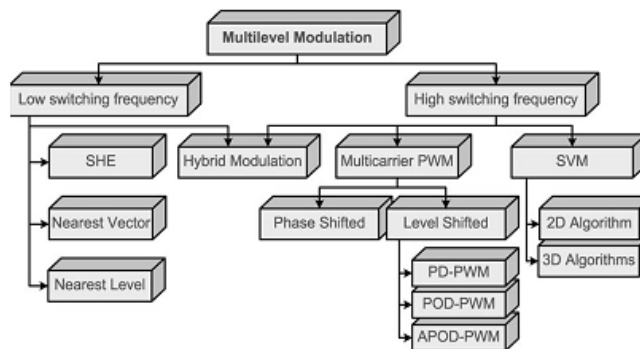 Multilevel Modulation
Low switching frequency
High switching frequency
SHE
Hybrid Modulation
Multicarrier PWM
SVM
Nearest Vector
Phase Shifted
Level Shifted
2D Algorithm
Nearest Level
PD-PWM
3D Algorithms
POD-PWM
APOD-PWM